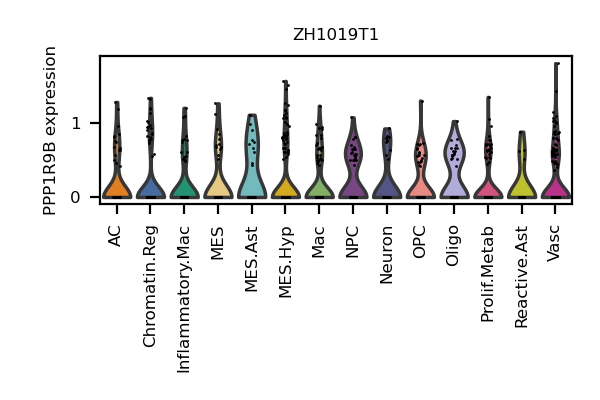 ZH1019T1
PPP1R9B expression
1
0
AC
Chromatin.Reg
Inflammatory.Mac
MES
MES.Ast
MES.Hyp
Mac
NPC
Neuron
OPC
Oligo
Prolif.Metab
Reactive.Ast
Vasc